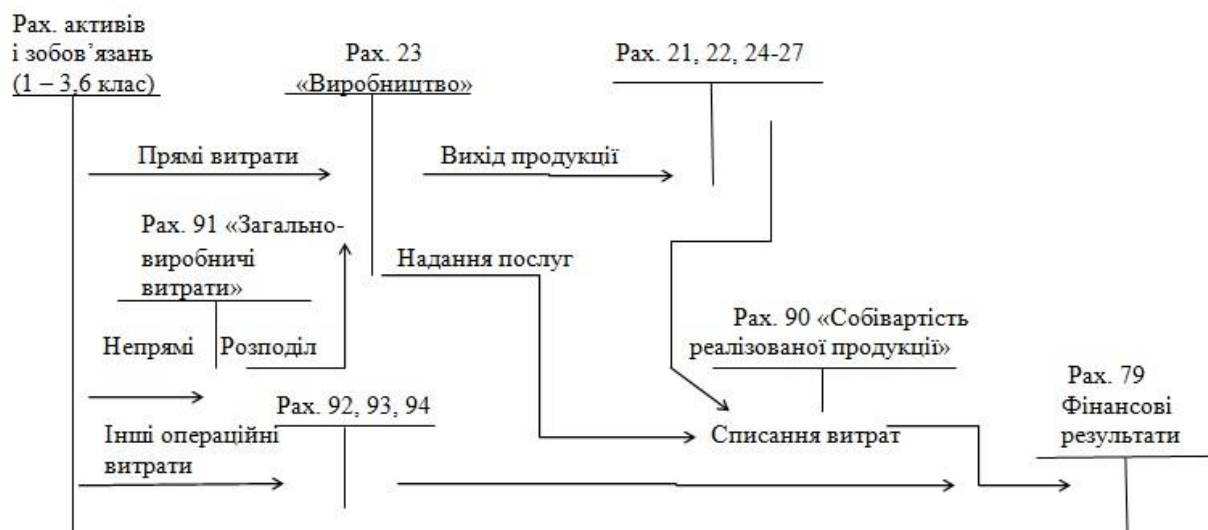 Рах. активів
і зобов’язань
(1 – 3,6 клас)
Рах. 23
«Виробництво»
Рах. 21, 22, 24-27
Прямі витрати
Вихід продукції
Рах. 91 «Загально-
виробничі
витрати»
Надання послуг
Непрямі
Розподіл
Рах. 90 «Собівартість
реалізованої продукції»
Рах. 92, 93, 94
Рах. 79
Фінансові
результати
Інші операційні
витрати
Списання витрат